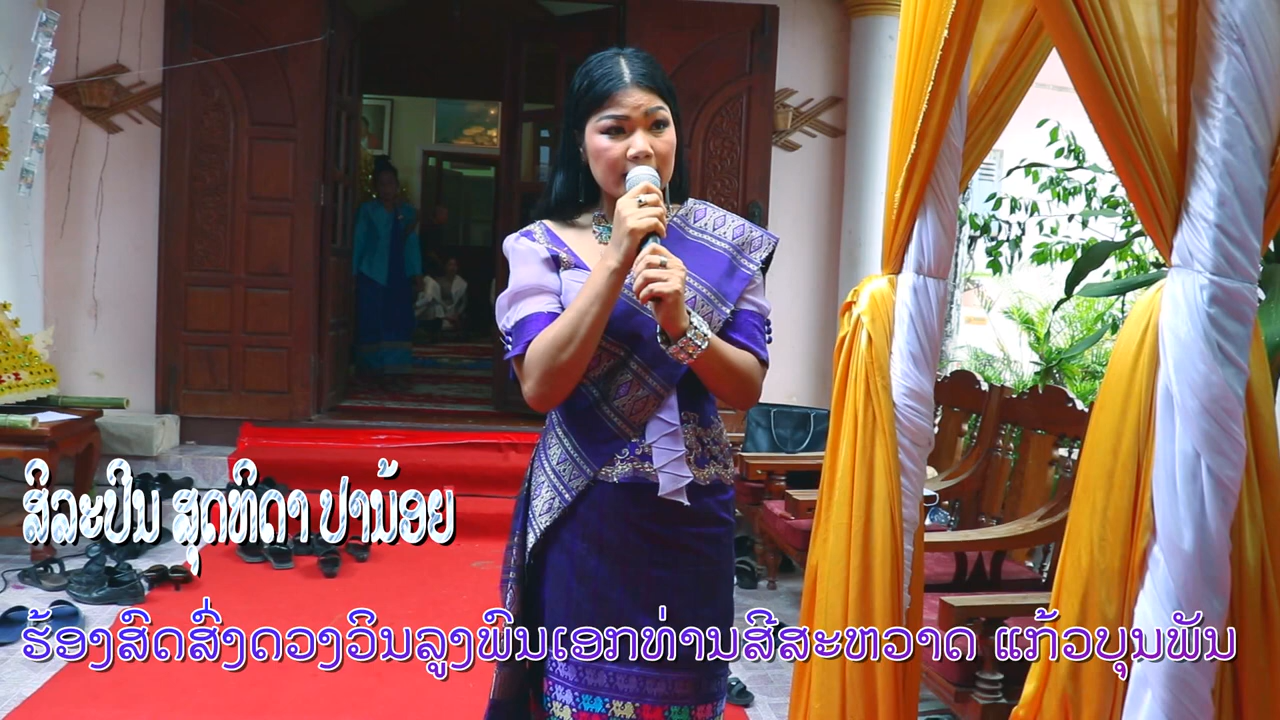 ສິລະປິນ ສຸດທິດາ ປານ້ອຍ
ຮ້ອງສົດສົ່ງດວງວິນລູງພົນເອກທ່ານສີສະຫວາດ ແກ້ວບຸນພັນ